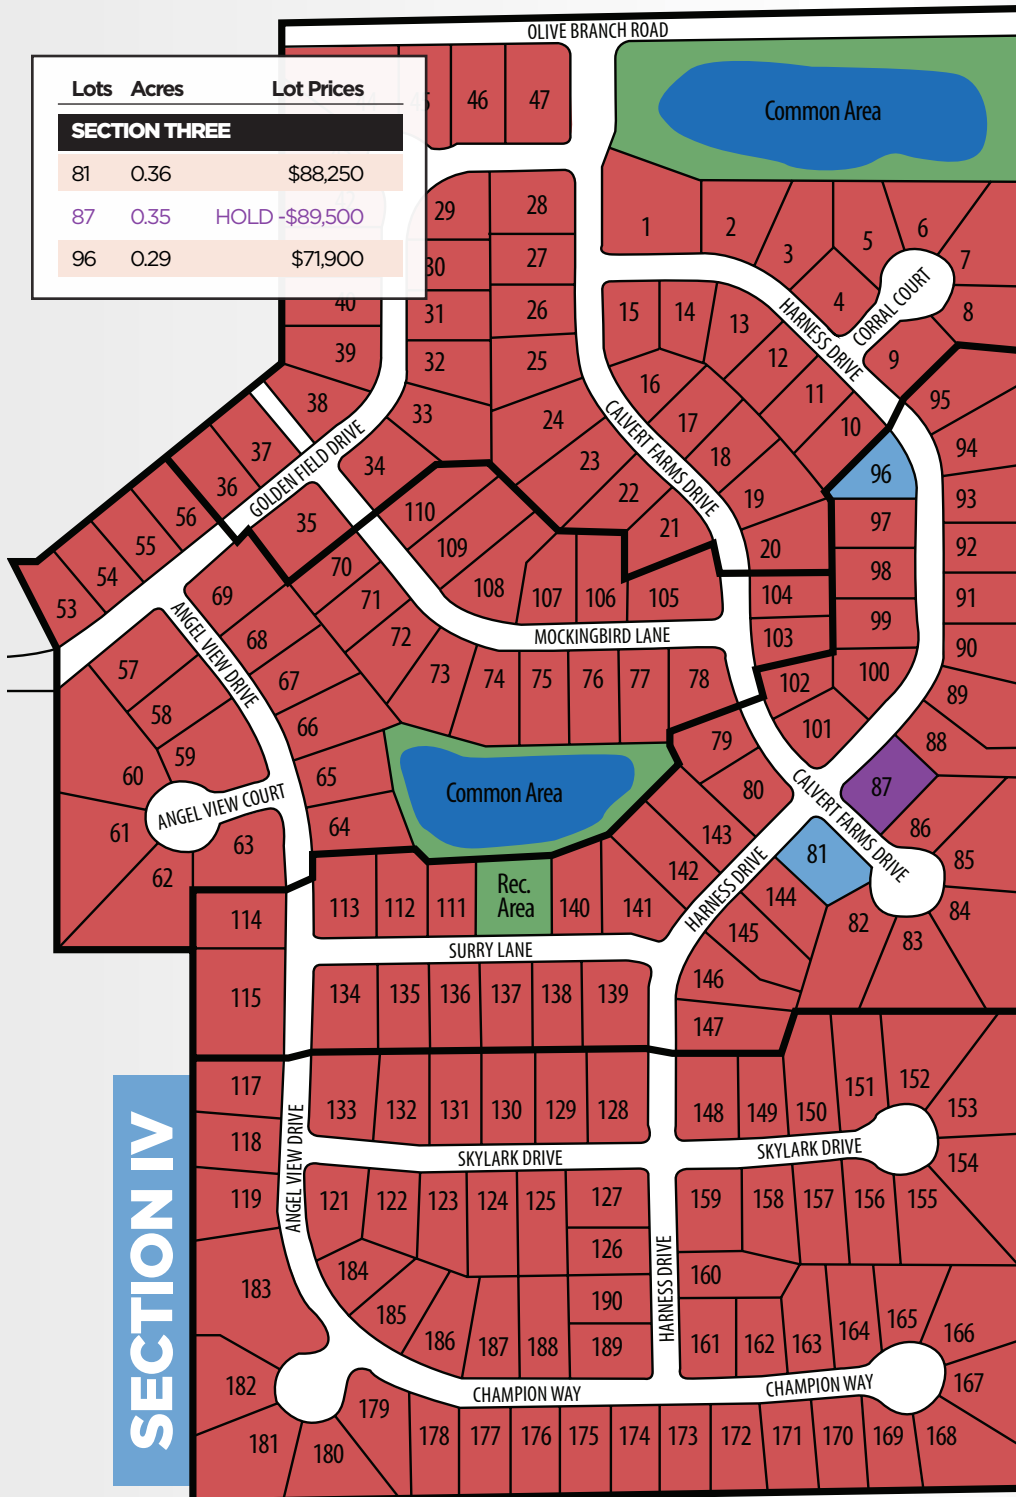 OLIVE BRANCH ROAD
Lots Acres Lot Prices
SECTION THREE
81 0.36 $88,250
87 0.35 HOLD -$89,500
96 0.29 $71,900
44 45 46 47
Common Area
42
29 28
1 2 3 5 6
30 27
7
4 CORRAL COURT
40 31 26 15 14 13 8
HARNESS DRIVE
39 32 25 12 9
38 33 24 16 11 95
CALVERT FARMS DRIVE
37 34 23 17 10 94
GOLDEN FIELD DRIVE
36 18 96
56 35 110 22 19 93
55 109 21 97
54 70 20 92
53 69 71 108 107 106 105 98
104 91
ANGEL VIEW DRIVE
68 72 MOCKINGBIRD LANE 103 99
57 67 73 74 75 76 77 78 102 100 90
58 66 101 89
59 79 88
60 65 Common Area 80 87
CALVERT FARMS DRIVE
ANGEL VIEW COURT
61 63 64 143 81 86
62 142 85
HARNESS DRIVE
Rec.
Area
114 113 112 111 140 141 144 82 84
145 83
SURRY LANE
115 134 135 136 137 138 139 146
147
SECTION IV
117 133 132 131 130 129 128 148 149 150 151 152 153
ANGEL VIEW DRIVE
118 SKYLARK DRIVE SKYLARK DRIVE 154
119 121 122 123 124 125 127 159 158 157 156 155
126
HARNESS DRIVE
183 184 160
185 190
186 187 188 189 161 162 163 164 165 166
182 CHAMPION WAY CHAMPION WAY 167
179
181 180 178 177 176 175 174 173 172 171 170 169 168